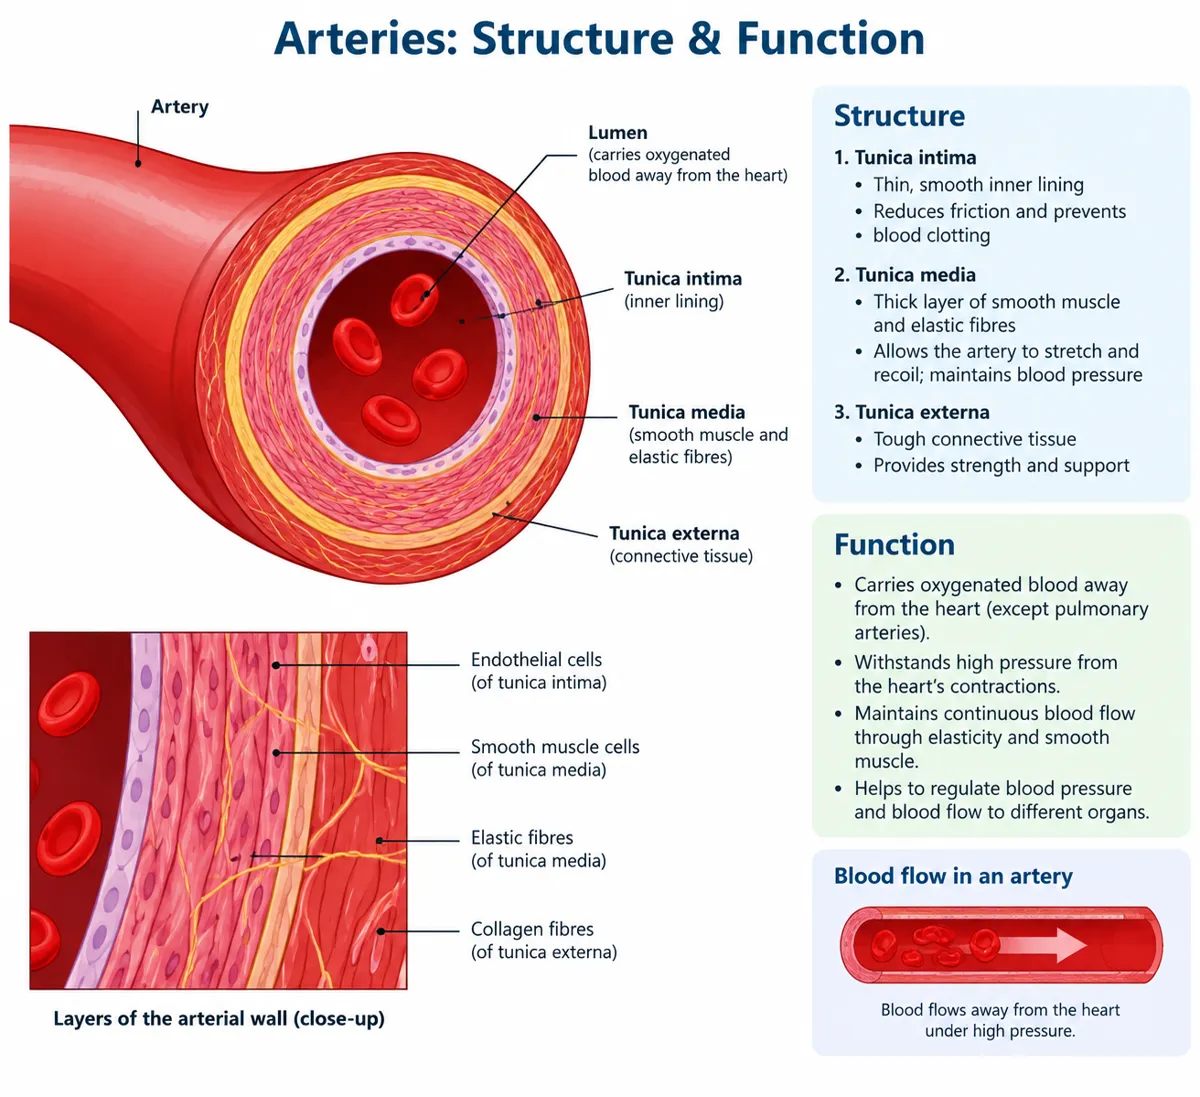 Arteries: Structure & Function
Artery
Lumen
(carries oxygenated
blood away from the heart)
Tunica intima
(inner lining)
Tunica media
(smooth muscle and
elastic fibres)
Tunica externa
(connective tissue)
Endothelial cells
(of tunica intima)
Smooth muscle cells
(of tunica media)
Elastic fibres
(of tunica media)
Collagen fibres
(of tunica externa)
Layers of the arterial wall (close-up)
Structure
1. Tunica intima
• Thin, smooth inner lining
• Reduces friction and prevents
• blood clotting
2. Tunica media
• Thick layer of smooth muscle
and elastic fibres
• Allows the artery to stretch and
recoil; maintains blood pressure
3. Tunica externa
• Tough connective tissue
• Provides strength and support
Function
• Carries oxygenated blood away
from the heart (except pulmonary
arteries).
• Withstands high pressure from
the heart's contractions.
• Maintains continuous blood flow
through elasticity and smooth
muscle.
• Helps to regulate blood pressure
and blood flow to different organs.
Blood flow in an artery
Blood flows away from the heart
under high pressure.